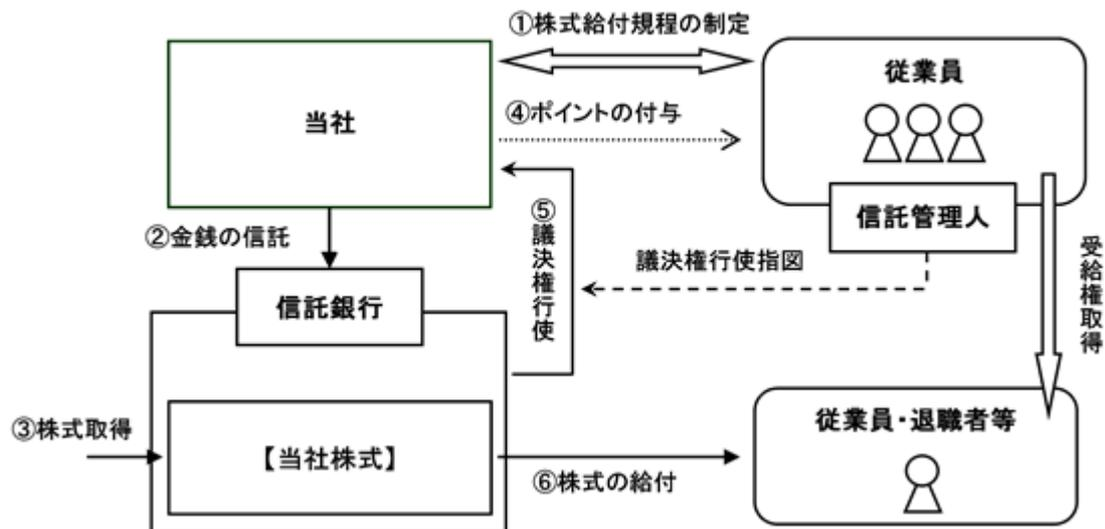 ①株式給付規程の制定
当社
従業員
④ポイントの付与
信託管理人
②金銭の信託
⑤議決権行使
議決権行使指図
受給権取得
信託銀行
③株式取得
【当社株式】
⑥株式の給付
従業員・退職者等